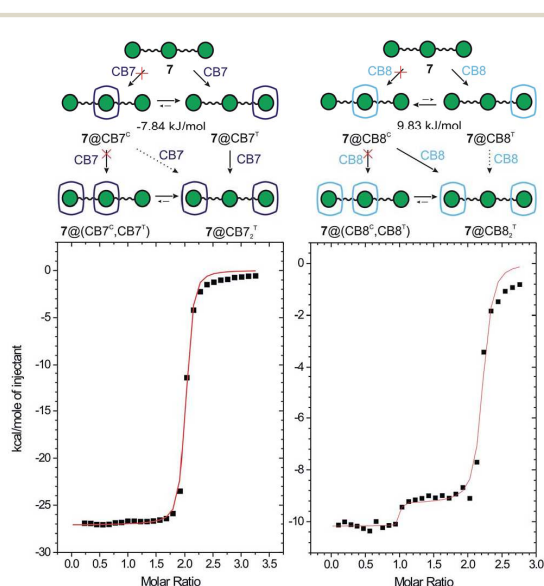 7
CB7 CB7
-7.84 kJ/mol
7@CB7ᶜ 7@CB7ᵀ
CB7 CB7 CB7
7@(CB7ᶜ,CB7ᵀ) 7@CB7₂ᵀ
0
-5
-10
-15
-20
-25
-30
kcal/mole of injectant
0.0 0.5 1.0 1.5 2.0 2.5 3.0 3.5
Molar Ratio
7
CB8 CB8
9.83 kJ/mol
7@CB8ᶜ 7@CB8ᵀ
CB8 CB8 CB8
7@(CB8ᶜ,CB8ᵀ) 7@CB8₂ᵀ
0
-2
-4
-6
-8
-10
0.0 0.5 1.0 1.5 2.0 2.5 3.0
Molar Ratio